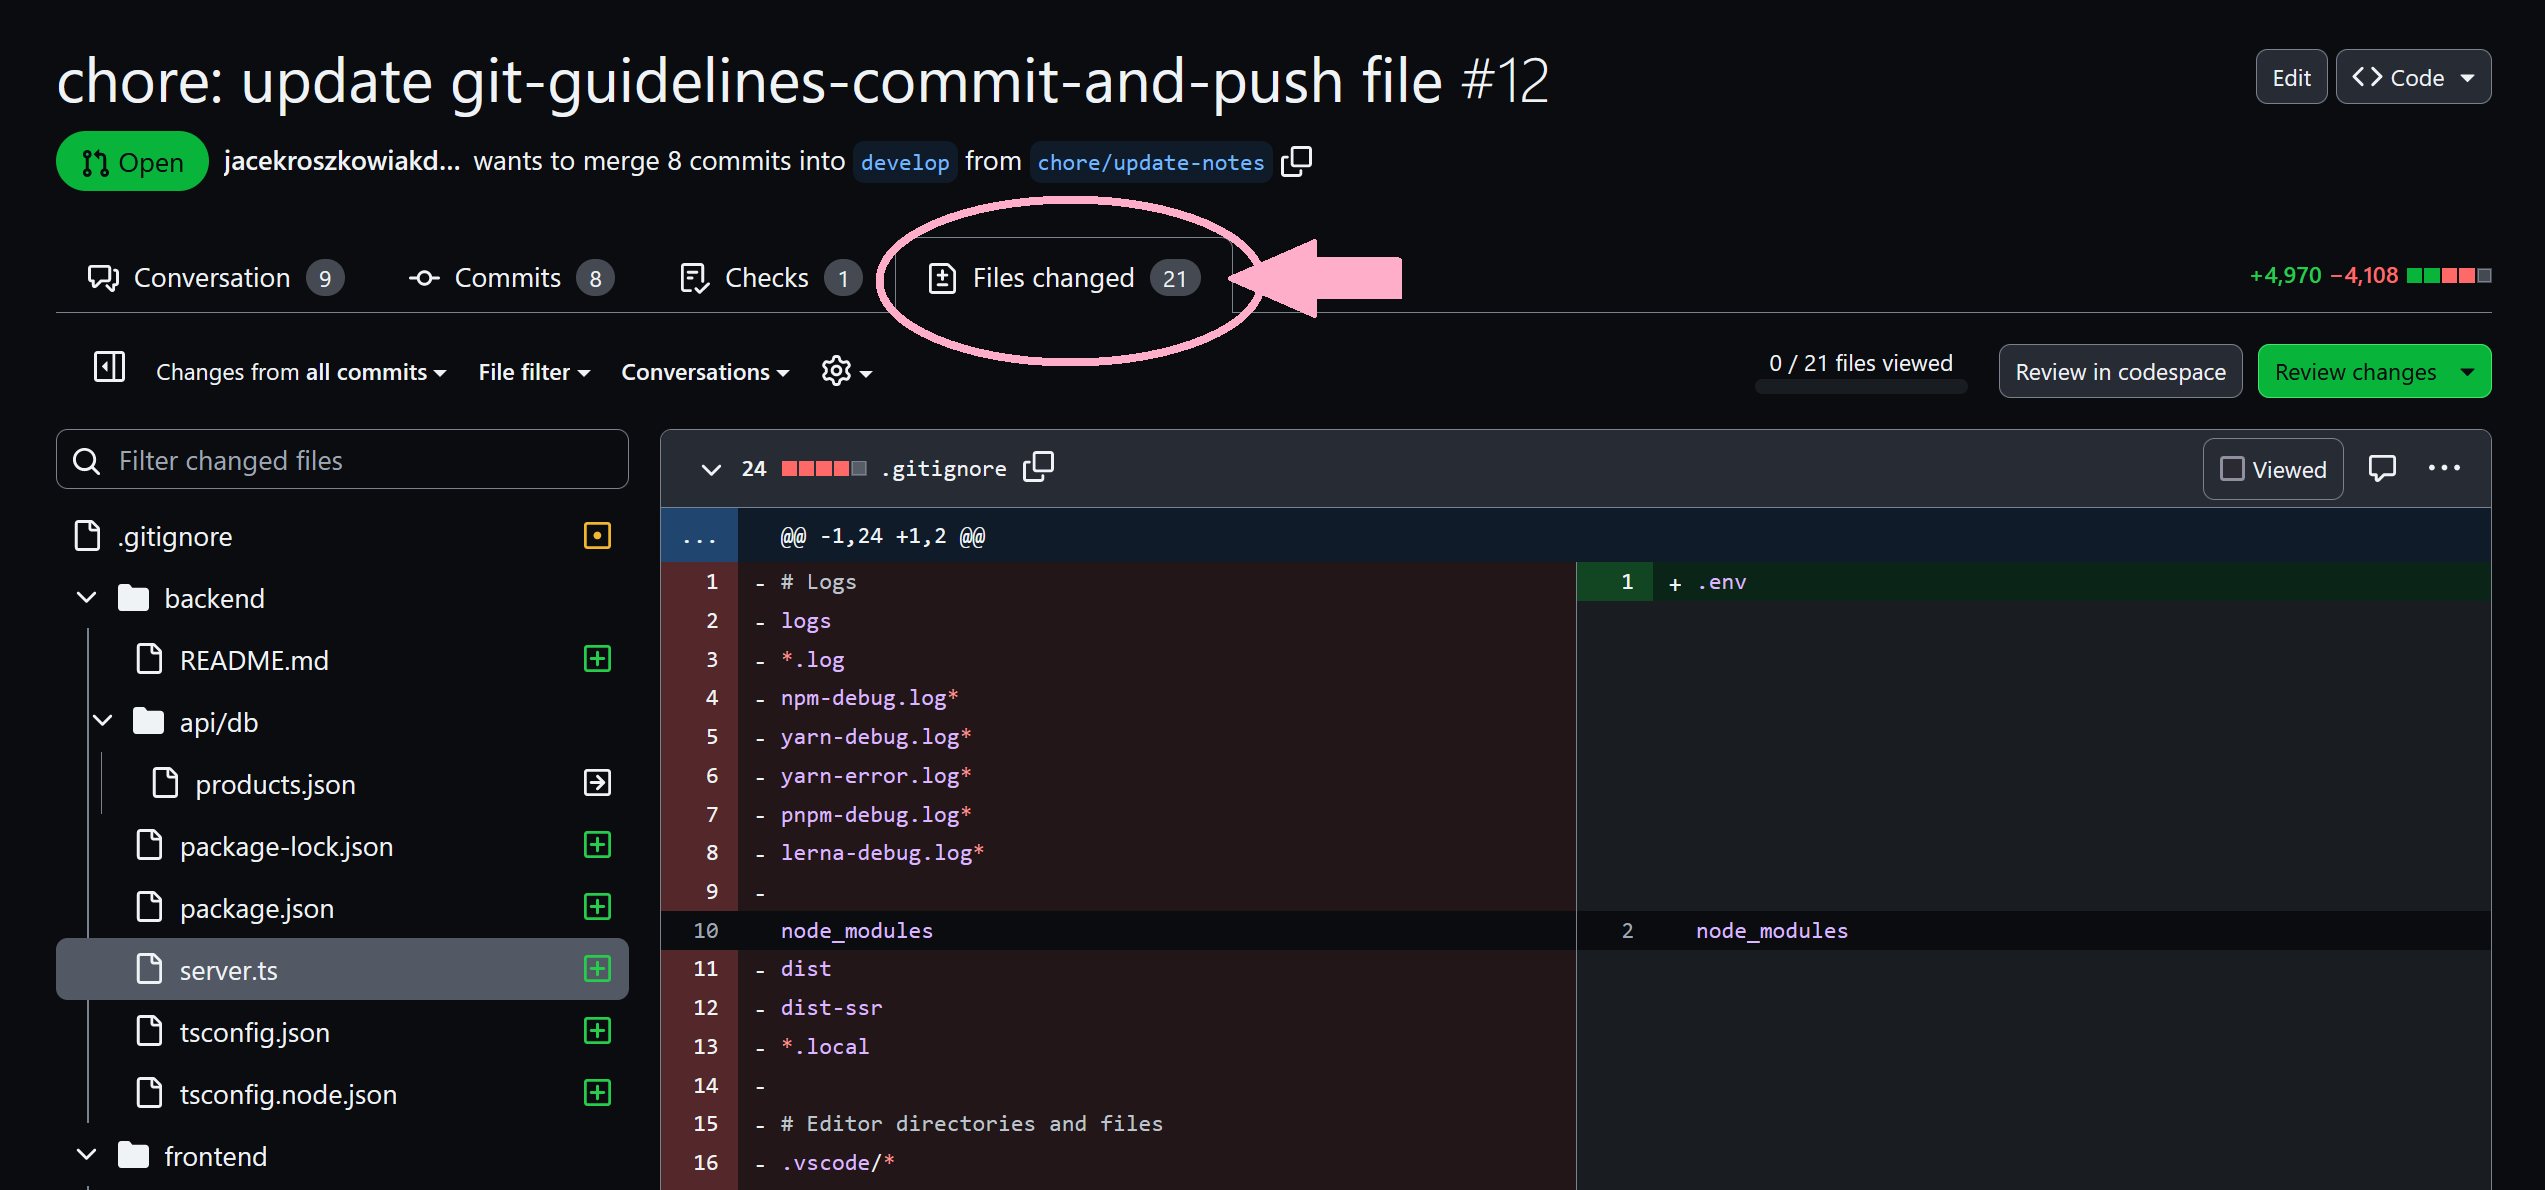 chore: update git-guidelines-commit-and-push file #12
Edit
Code
Open
jacekroszkowiakd... wants to merge 8 commits into develop from chore/update-notes
Conversation 9
Commits 8
Checks 1
Files changed 21
+4,970 −4,108
Changes from all commits
File filter
Conversations
0 / 21 files viewed
Review in codespace
Review changes
Filter changed files
.gitignore
backend
README.md
api/db
products.json
package-lock.json
package.json
server.ts
tsconfig.json
tsconfig.node.json
frontend
24 .gitignore
Viewed
... @@ -1,24 +1,2 @@
1 - # Logs
2 - logs
3 - *.log
4 - npm-debug.log*
5 - yarn-debug.log*
6 - yarn-error.log*
7 - pnpm-debug.log*
8 - lerna-debug.log*
9 -
10 node_modules
11 - dist
12 - dist-ssr
13 - *.local
14 -
15 - # Editor directories and files
16 - .vscode/*
1 + .env
2 node_modules